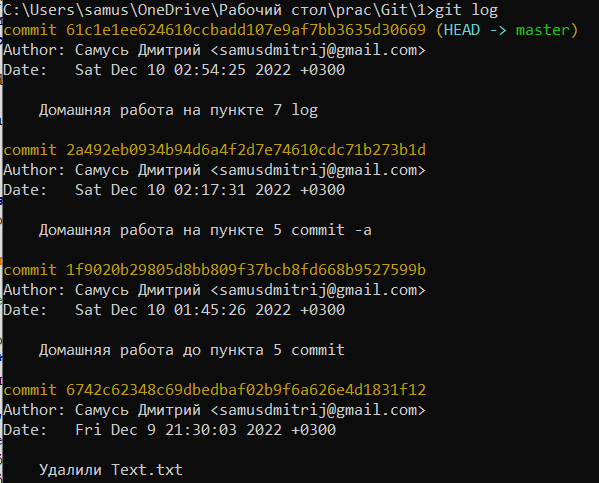 C:\Users\samus\OneDrive\Рабочий стол\prac\Git\1>git log
commit 61c1e1ee624610ccbadd107e9af7bb3635d30669 (HEAD -> master)
Author: Самусь Дмитрий <samusdmitrij@gmail.com>
Date:   Sat Dec 10 02:54:25 2022 +0300
Домашняя работа на пункте 7 log
commit 2a492eb0934b94d6a4f2d7e74610cdc71b273b1d
Author: Самусь Дмитрий <samusdmitrij@gmail.com>
Date:   Sat Dec 10 02:17:31 2022 +0300
Домашняя работа на пункте 5 commit -a
commit 1f9020b29805d8bb809f37bcb8fd668b9527599b
Author: Самусь Дмитрий <samusdmitrij@gmail.com>
Date:   Sat Dec 10 01:45:26 2022 +0300
Домашняя работа до пункта 5 commit
commit 6742c62348c69dbedbaf02b9f6a626e4d1831f12
Author: Самусь Дмитрий <samusdmitrij@gmail.com>
Date:   Fri Dec 9 21:30:03 2022 +0300
Удалили Text.txt